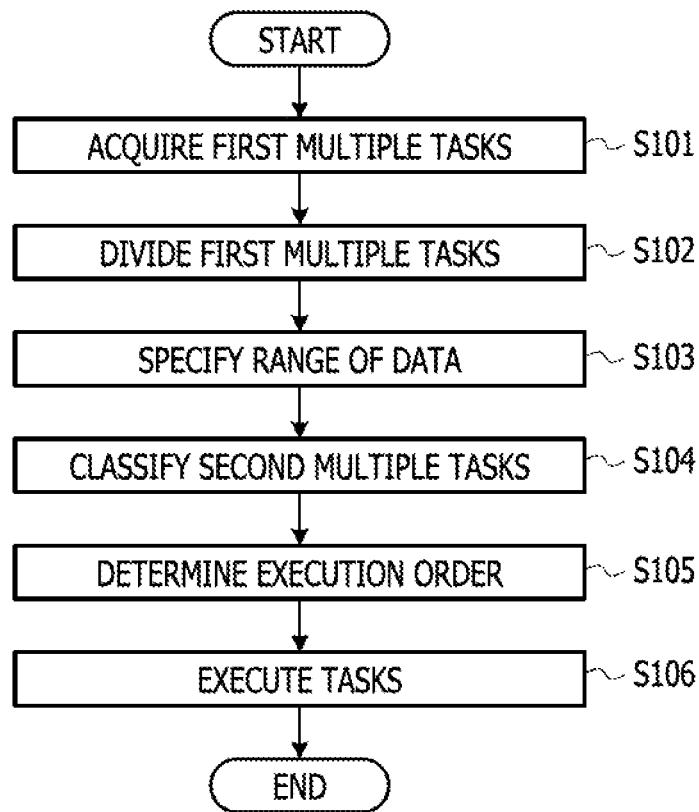 START
ACQUIRE FIRST MULTIPLE TASKS S101
DIVIDE FIRST MULTIPLE TASKS S102
SPECIFY RANGE OF DATA S103
CLASSIFY SECOND MULTIPLE TASKS S104
DETERMINE EXECUTION ORDER S105
EXECUTE TASKS S106
END